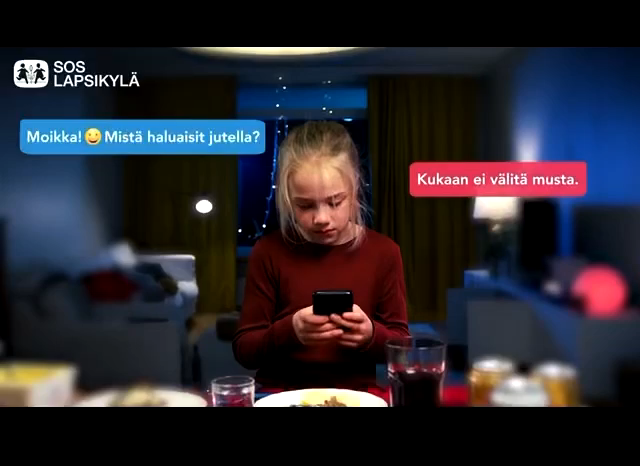 SOS
LAPSIKYLÄ
Moikka! 😀 Mistä haluaisit jutella?
Kukaan ei välitä musta.